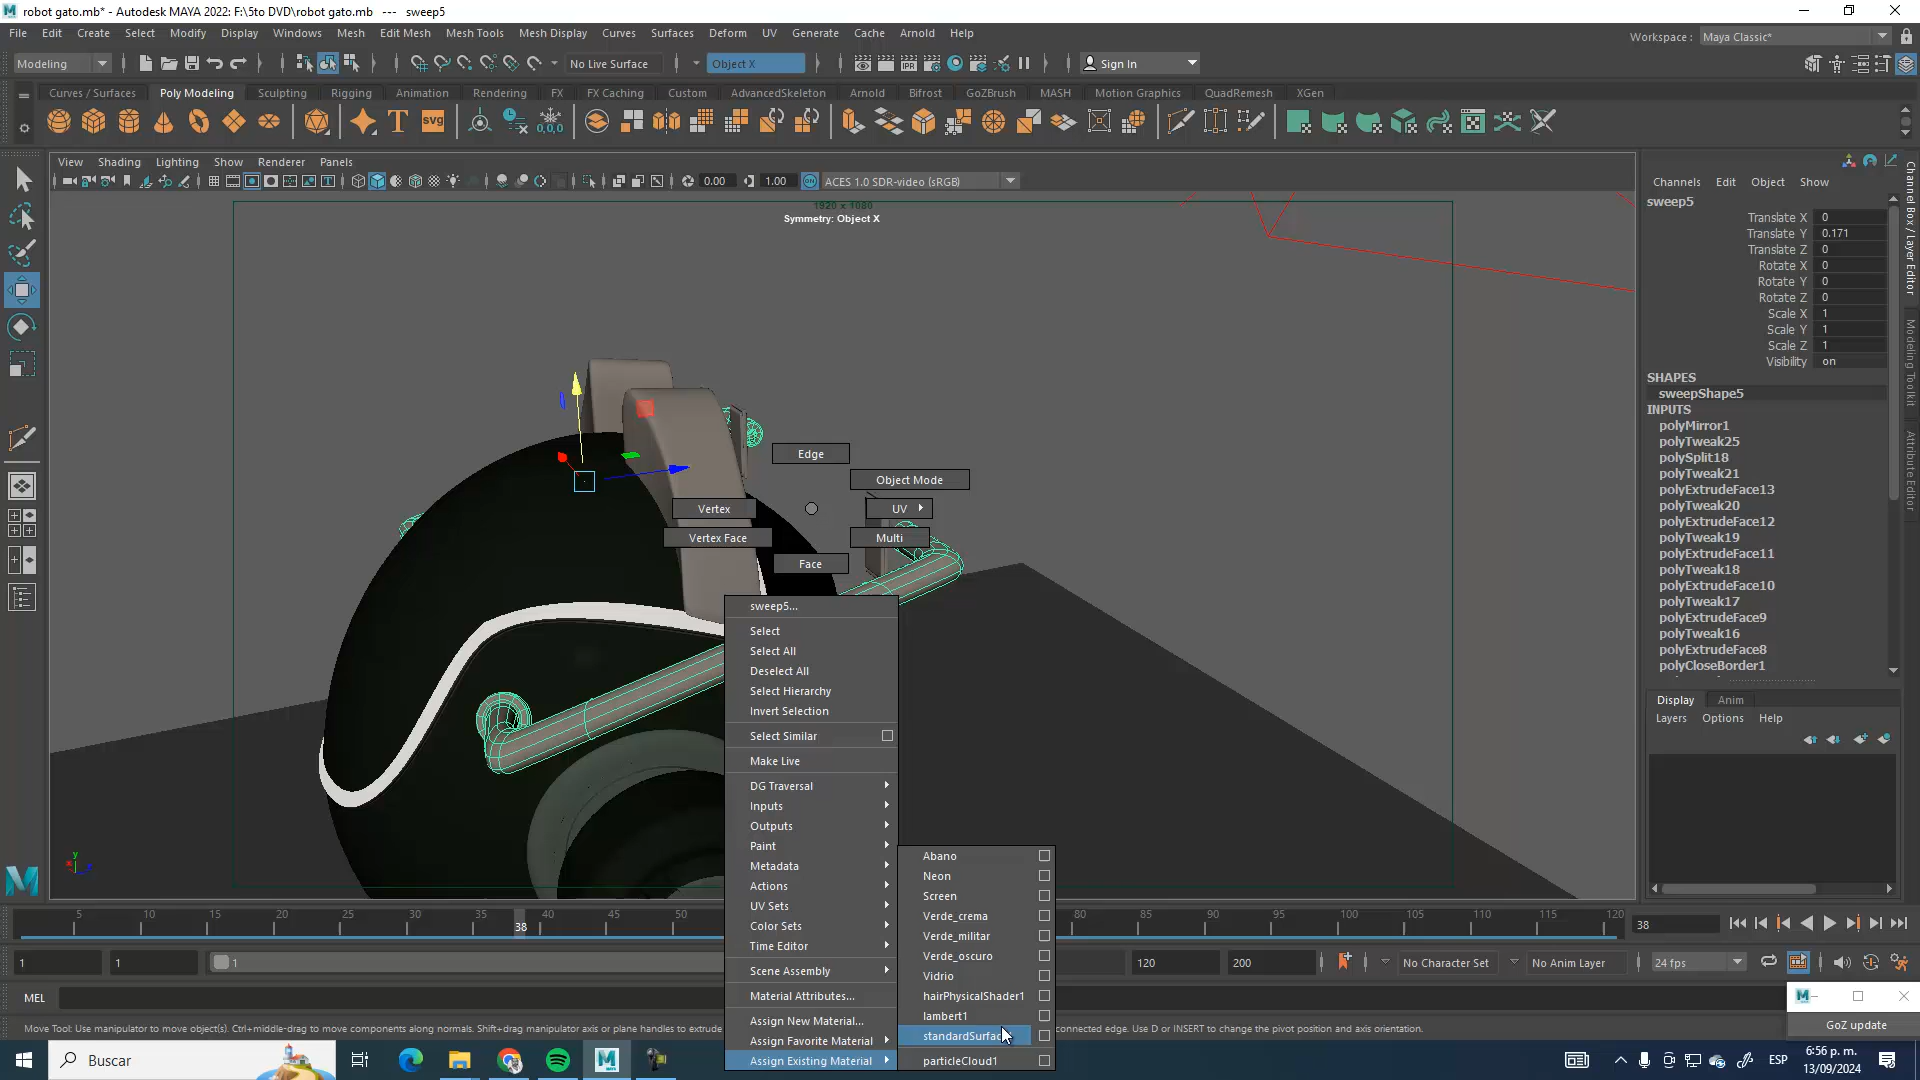 robot gato.mb* - Autodesk MAYA 2022: F:\5to DVD\robot gato.mb --- sweep5
File Edit Create Select Modify Display Windows Mesh Edit Mesh Mesh Tools Mesh Display Curves Surfaces Deform UV Generate Cache Arnold Help
Workspace : Maya Classic*
Modeling No Live Surface Object X Sign In
Curves / Surfaces Poly Modeling Sculpting Rigging Animation Rendering FX FX Caching Custom AdvancedSkeleton Arnold Bifrost GoZBrush MASH Motion Graphics QuadRemesh XGen
T SVG 0,0,0
View Shading Lighting Show Renderer Panels
0.00 1.00 ACES 1.0 SDR-video (sRGB)
1920 x 1080
Symmetry: Object X
Channels Edit Object Show
sweep5
Translate X 0
Translate Y 0.171
Translate Z 0
Rotate X 0
Rotate Y 0
Rotate Z 0
Scale X 1
Scale Y 1
Scale Z 1
Visibility on
SHAPES
sweepShape5
INPUTS
polyMirror1
polyTweak25
polySplit18
polyTweak21
polyExtrudeFace13
polyTweak20
polyExtrudeFace12
polyTweak19
polyExtrudeFace11
polyTweak18
polyExtrudeFace10
polyTweak17
polyExtrudeFace9
polyTweak16
polyExtrudeFace8
polyCloseBorder1
Channel Box / Layer Editor
Modeling Toolkit
Attribute Editor
Display Anim
Layers Options Help
Edge
Object Mode
Vertex
UV
Vertex Face
Multi
Face
sweep5...
Select
Select All
Deselect All
Select Hierarchy
Invert Selection
Select Similar
Make Live
DG Traversal
Inputs
Outputs
Paint
Metadata
Actions
UV Sets
Color Sets
Time Editor
Scene Assembly
Material Attributes...
Assign New Material...
Assign Favorite Material
Assign Existing Material
Abano
Neon
Screen
Verde_crema
Verde_militar
Verde_oscuro
Vidrio
hairPhysicalShader1
lambert1
particleCloud1
5 10 15 20 25 30 35 40 45 50 80 85 90 95 100 105 110 115 120
38
38
1 1 1 120 200 No Character Set No Anim Layer 24 fps
MEL
Move Tool: Use manipulator to move object(s). Ctrl+middle-drag to move components along normals. Shift+drag manipulator axis or plane handles to extrude
connected edge. Use D or INSERT to change the pivot position and axis orientation.
GoZ update
Buscar
ESP
6:56 p. m.
13/09/2024